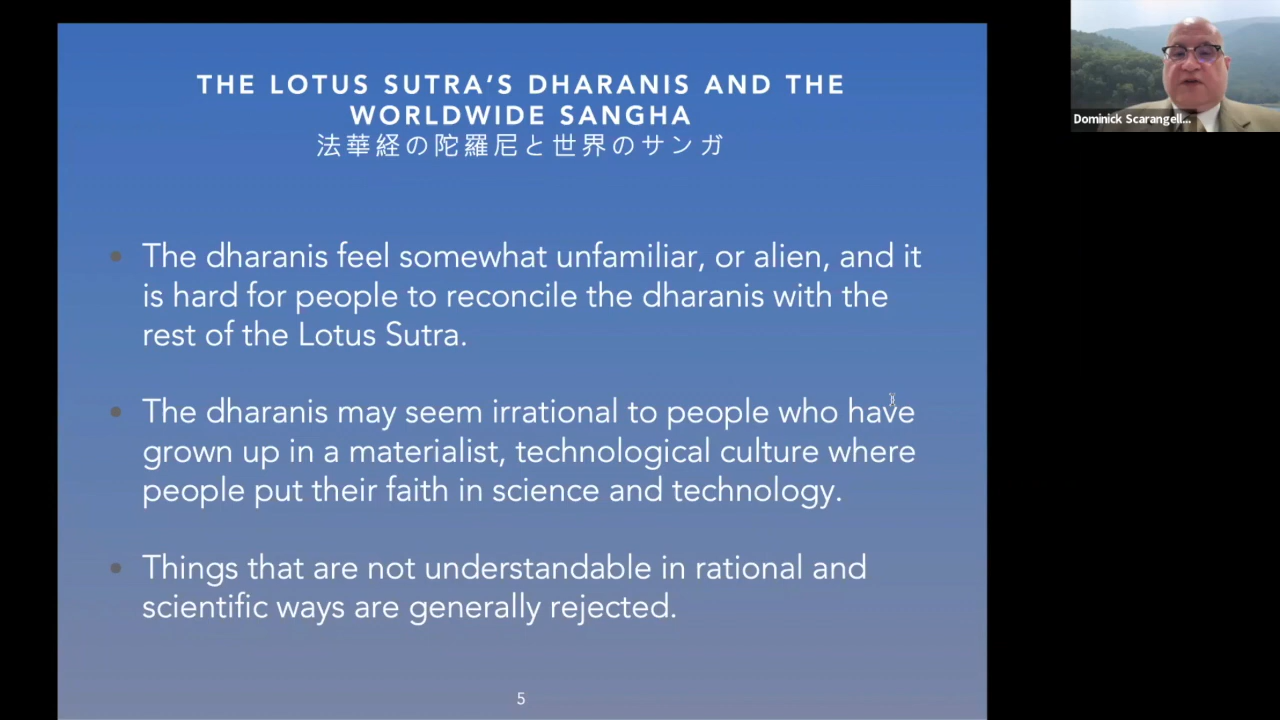 THE LOTUS SUTRA’S DHARANIS AND THE
WORLDWIDE SANGHA
法華経の陀羅尼と世界のサンガ
• The dharanis feel somewhat unfamiliar, or alien, and it
is hard for people to reconcile the dharanis with the
rest of the Lotus Sutra.
• The dharanis may seem irrational to people who have
grown up in a materialist, technological culture where
people put their faith in science and technology.
• Things that are not understandable in rational and
scientific ways are generally rejected.
5
Dominick Scarangell...